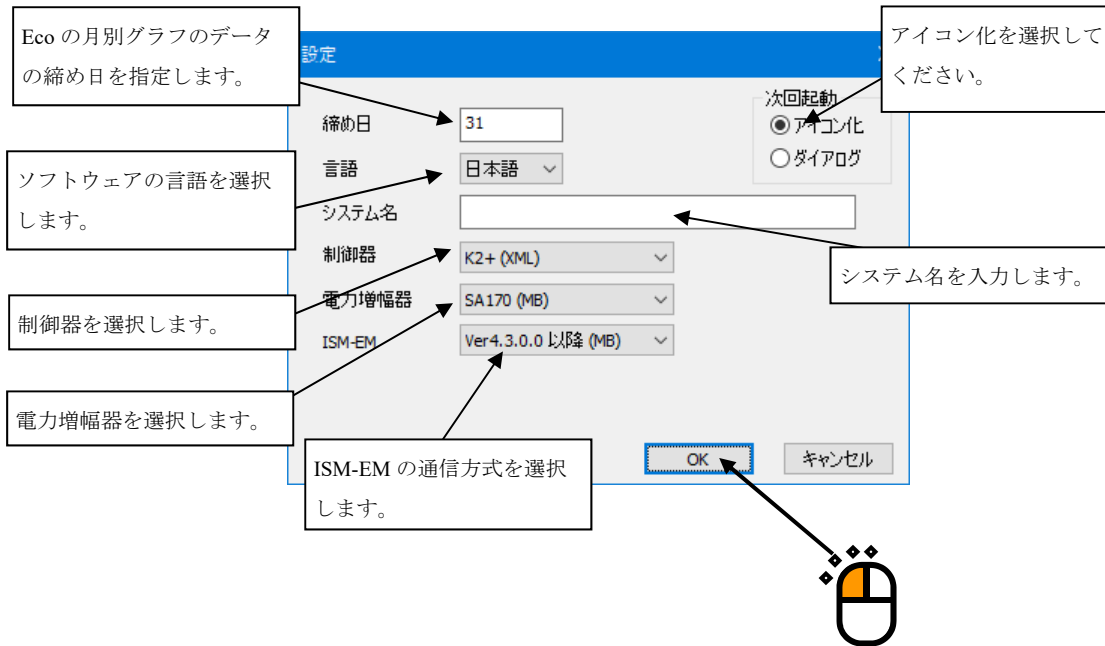 Eco の月別グラフのデータ
の締め日を指定します。
アイコン化を選択して
ください。
設定
次回起動
締め日
31
アイコン化
言語
日本語
ダイアログ
ソフトウェアの言語を選択
します。
システム名
制御器
K2+ (XML)
システム名を入力します。
電力増幅器
SA170 (MB)
制御器を選択します。
ISM-EM
Ver4.3.0.0 以降 (MB)
電力増幅器を選択します。
ISM-EM の通信方式を選択
します。
OK
キャンセル